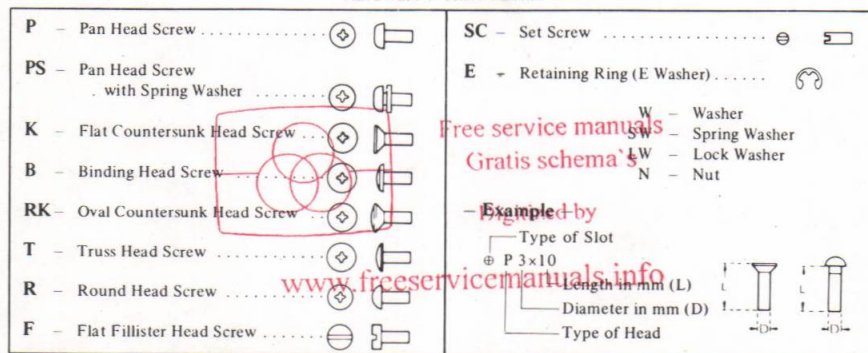 P – Pan Head Screw
PS – Pan Head Screw
with Spring Washer
K – Flat Countersunk Head Screw
B – Binding Head Screw
RK – Oval Countersunk Head Screw
T – Truss Head Screw
R – Round Head Screw
F – Flat Fillister Head Screw
SC – Set Screw
E – Retaining Ring (E Washer)
W – Washer
SW – Spring Washer
LW – Lock Washer
N – Nut
– Example –
Type of Slot
⊕ P 3×10
Length in mm (L)
Diameter in mm (D)
Type of Head
L
D
L
D
Free service manuals
Gratis schema's
Digitized by
www.freeservicemanuals.info